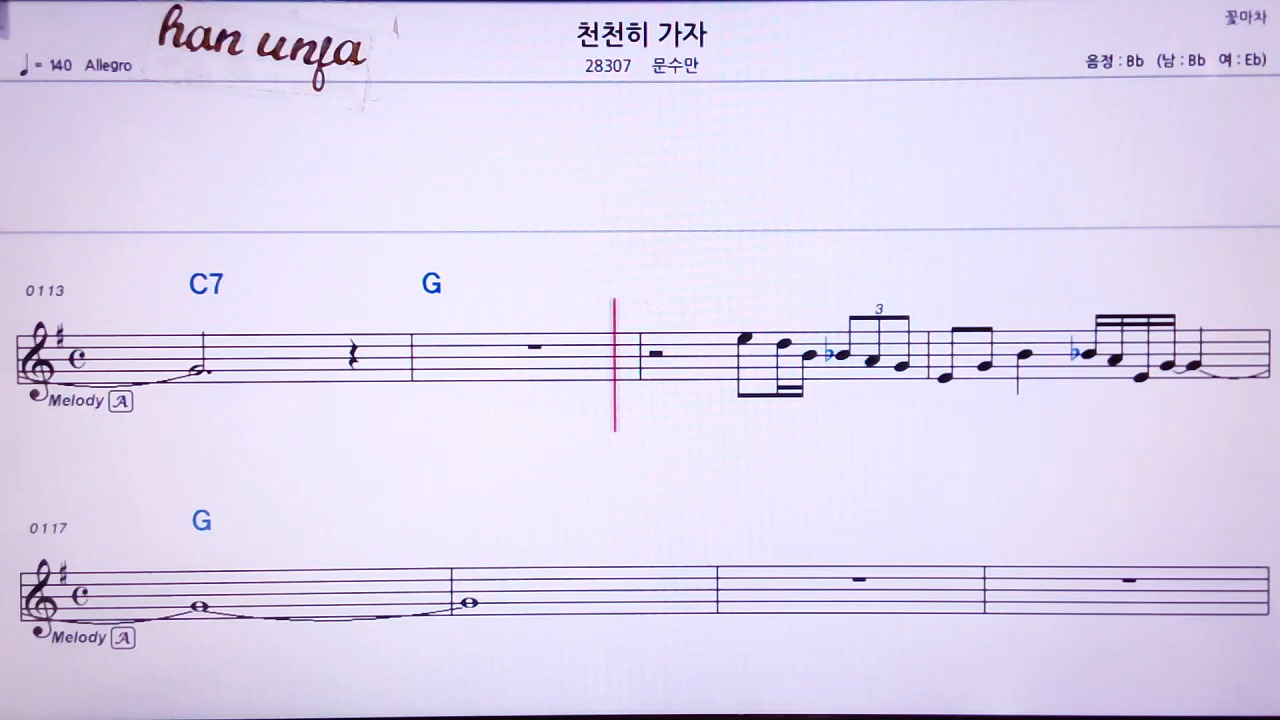 han unja
천천히 가자
꽃마차
♩ = 140 Allegro
28307 문수만
음정 : Bb (남 : Bb 여 : Eb)
C7 G
0113
3
Melody A
G
0117
Melody A